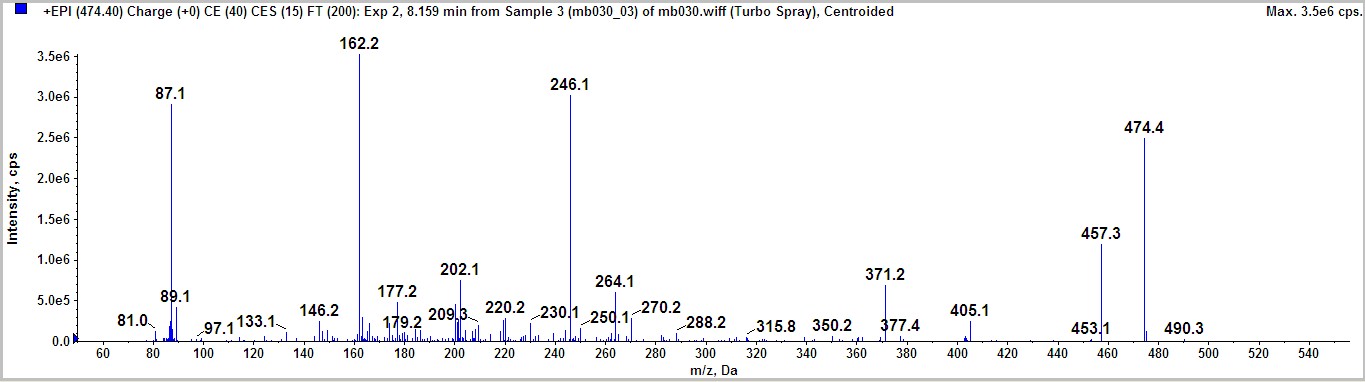 +EPI (474.40) Charge (+0) CE (40) CES (15) FT (200): Exp 2, 8.159 min from Sample 3 (mb030_03) of mb030.wiff (Turbo Spray), Centroided Max. 3.5e6 cps.
162.2
3.5e6
87.1
246.1
3.0e6
474.4
2.5e6
2.0e6
457.3
1.5e6
202.1
371.2
1.0e6
264.1
177.2
89.1
270.2
220.2
5.0e5
146.2
209.3
230.1
405.1
81.0
133.1
179.2
250.1
97.1
288.2
315.8
350.2
377.4
453.1
490.3
0.0
60 80 100 120 140 160 180 200 220 240 260 280 300 320 340 360 380 400 420 440 460 480 500 520 540
m/z, Da
Intensity, cps